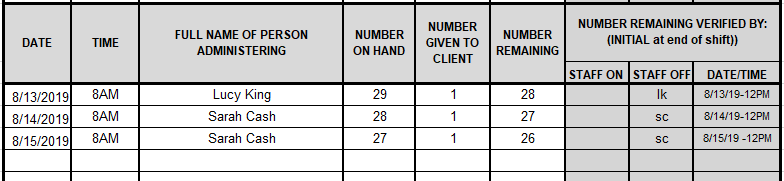 DATE TIME FULL NAME OF PERSON ADMINISTERING NUMBER ON HAND NUMBER GIVEN TO CLIENT NUMBER REMAINING NUMBER REMAINING VERIFIED BY: (INITIAL at end of shift))
STAFF ON STAFF OFF DATE/TIME
8/13/2019 8AM Lucy King 29 1 28 lk 8/13/19-12PM
8/14/2019 8AM Sarah Cash 28 1 27 sc 8/14/19-12PM
8/15/2019 8AM Sarah Cash 27 1 26 sc 8/15/19 -12PM